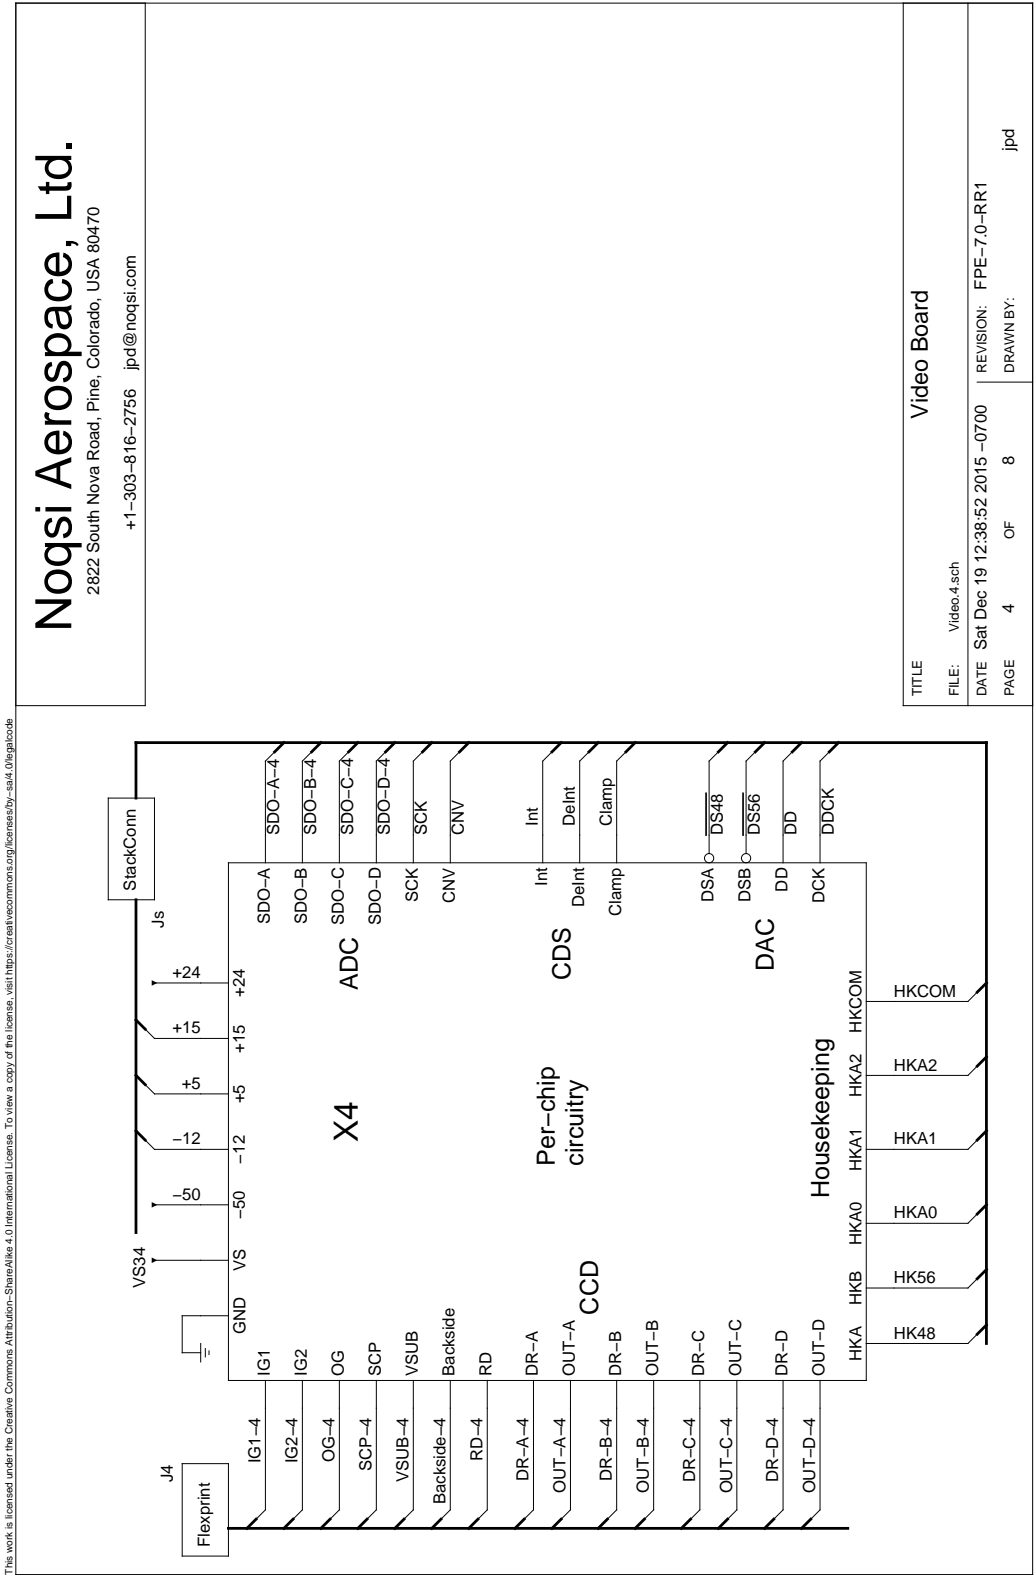 This work is licensed under the Creative Commons Attribution−ShareAlike 4.0 International License. To view a copy of the license, visit https://creativecommons.org/licenses/by−sa/4.0/legalcode
Noqsi Aerospace, Ltd.
2822 South Nova Road, Pine, Colorado, USA 80470
+1−303−816−2756 jpd@noqsi.com
J4
Flexprint
StackConn
Js
VS34
−50
−12
+5
+15
+24
GND
VS
−50
−12
+5
+15
+24
IG1−4
IG2−4
OG−4
SCP−4
VSUB−4
Backside−4
RD−4
DR−A−4
OUT−A−4
DR−B−4
OUT−B−4
DR−C−4
OUT−C−4
DR−D−4
OUT−D−4
IG1
IG2
OG
SCP
VSUB
Backside
RD
DR−A
OUT−A
DR−B
OUT−B
DR−C
OUT−C
DR−D
OUT−D
X4
ADC
Per−chip
circuitry
CDS
CCD
DAC
Housekeeping
SDO−A
SDO−B
SDO−C
SDO−D
SCK
CNV
Int
DeInt
Clamp
DSA
DSB
DD
DCK
SDO−A−4
SDO−B−4
SDO−C−4
SDO−D−4
SCK
CNV
Int
DeInt
Clamp
DS48
DS56
DD
DDCK
HKA
HKB
HKA0
HKA1
HKA2
HKCOM
HK48
HK56
HKA0
HKA1
HKA2
HKCOM
TITLE
Video Board
FILE: Video.4.sch
DATE Sat Dec 19 12:38:52 2015 −0700
REVISION: FPE−7.0−RR1
PAGE 4 OF 8
DRAWN BY: jpd